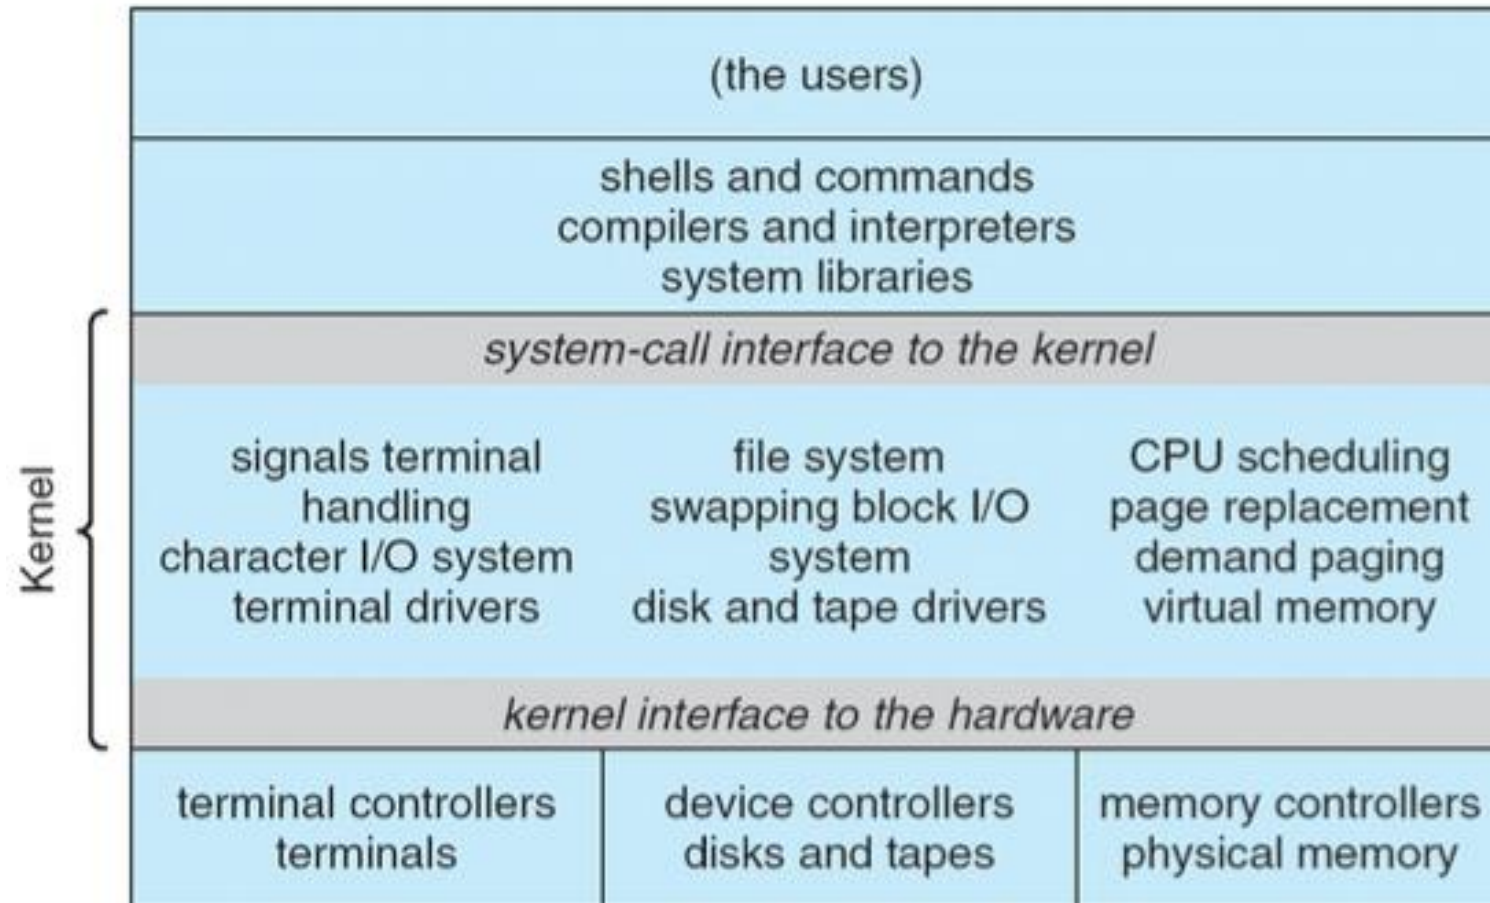 (the users)
shells and commands
compilers and interpreters
system libraries
Kernel
system-call interface to the kernel
signals terminal
handling
character I/O system
terminal drivers
file system
swapping block I/O
system
disk and tape drivers
CPU scheduling
page replacement
demand paging
virtual memory
kernel interface to the hardware
terminal controllers
terminals
device controllers
disks and tapes
memory controllers
physical memory